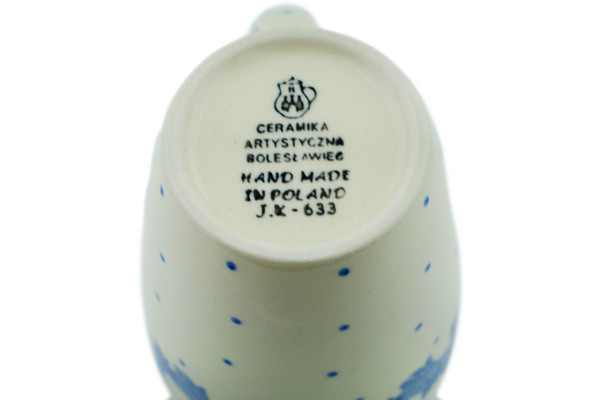 CERAMIKA
ARTYSTYCZNA
BOLESŁAWIEC
HAND MADE
IN POLAND
J.K - 633